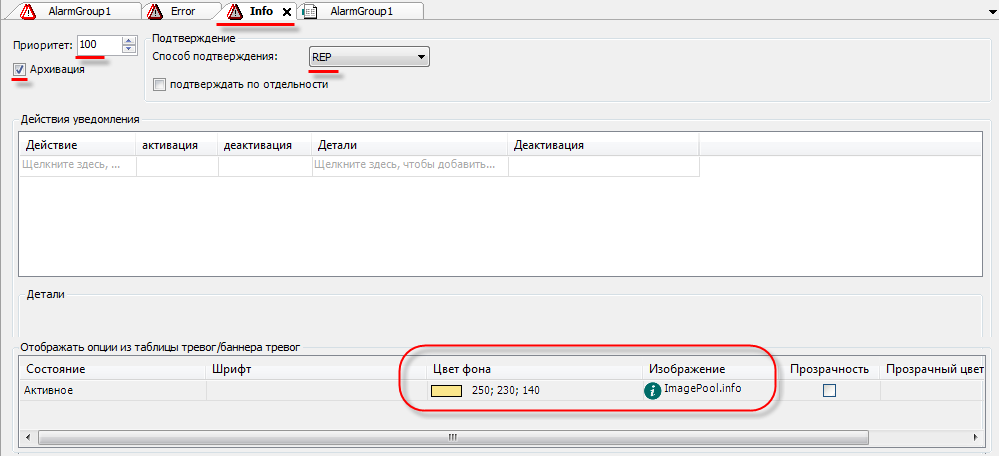 AlarmGroup1 Error Info AlarmGroup1
Приоритет: 100
Архивация
Подтверждение
Способ подтверждения: REP
подтверждать по отдельности
Действия уведомления
Действие активация деактивация Детали Деактивация
Щелкните здесь, ... Щелкните здесь, чтобы добавить...
Детали
Отображать опции из таблицы тревог/баннера тревог
Состояние Шрифт Цвет фона Изображение Прозрачность Прозрачный цвет
Активное 250; 230; 140 ImagePool.info